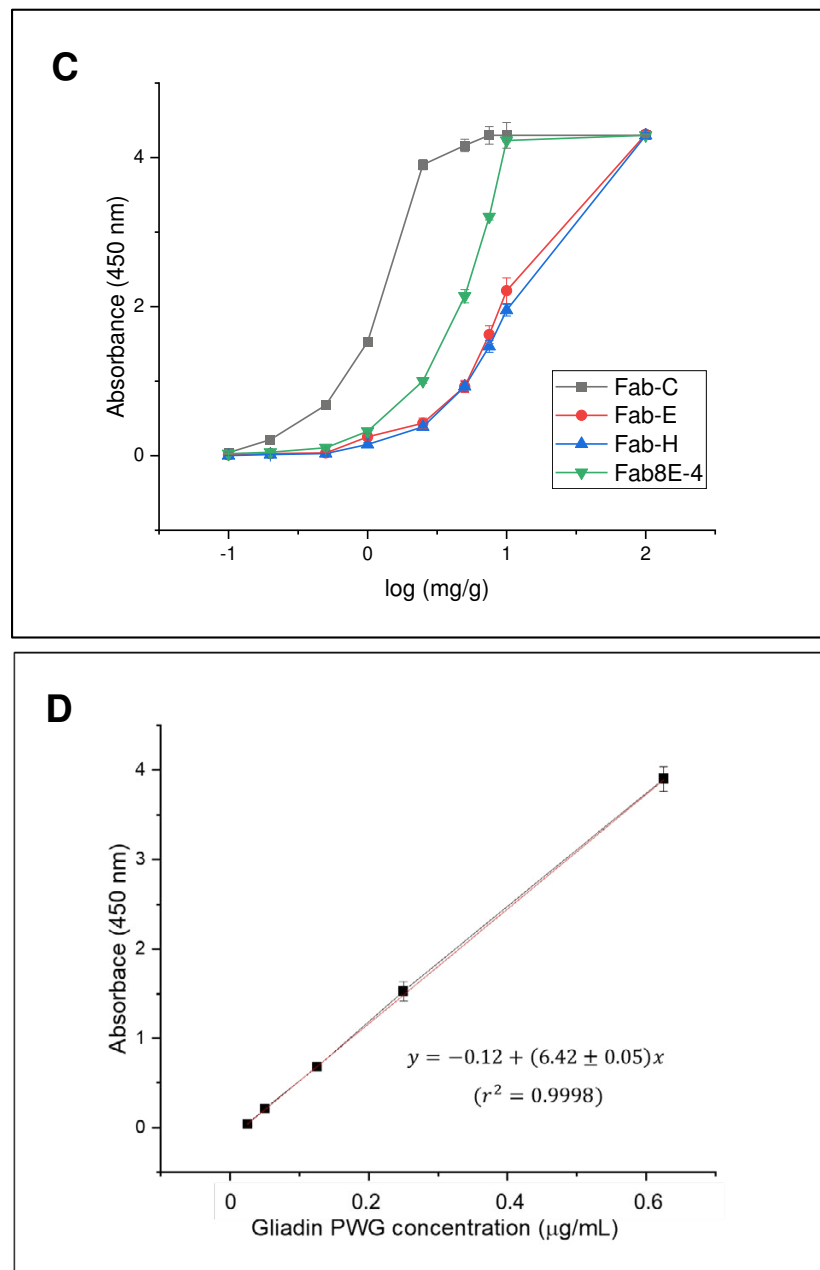 C
Absorbance (450 nm)
4
2
0
-1
0
1
2
log (mg/g)
Fab-C
Fab-E
Fab-H
Fab8E-4
D
Absorbace (450 nm)
4
3
2
1
0
y = −0.12 + (6.42 ± 0.05)x
(r² = 0.9998)
0
0.2
0.4
0.6
Gliadin PWG concentration (μg/mL)